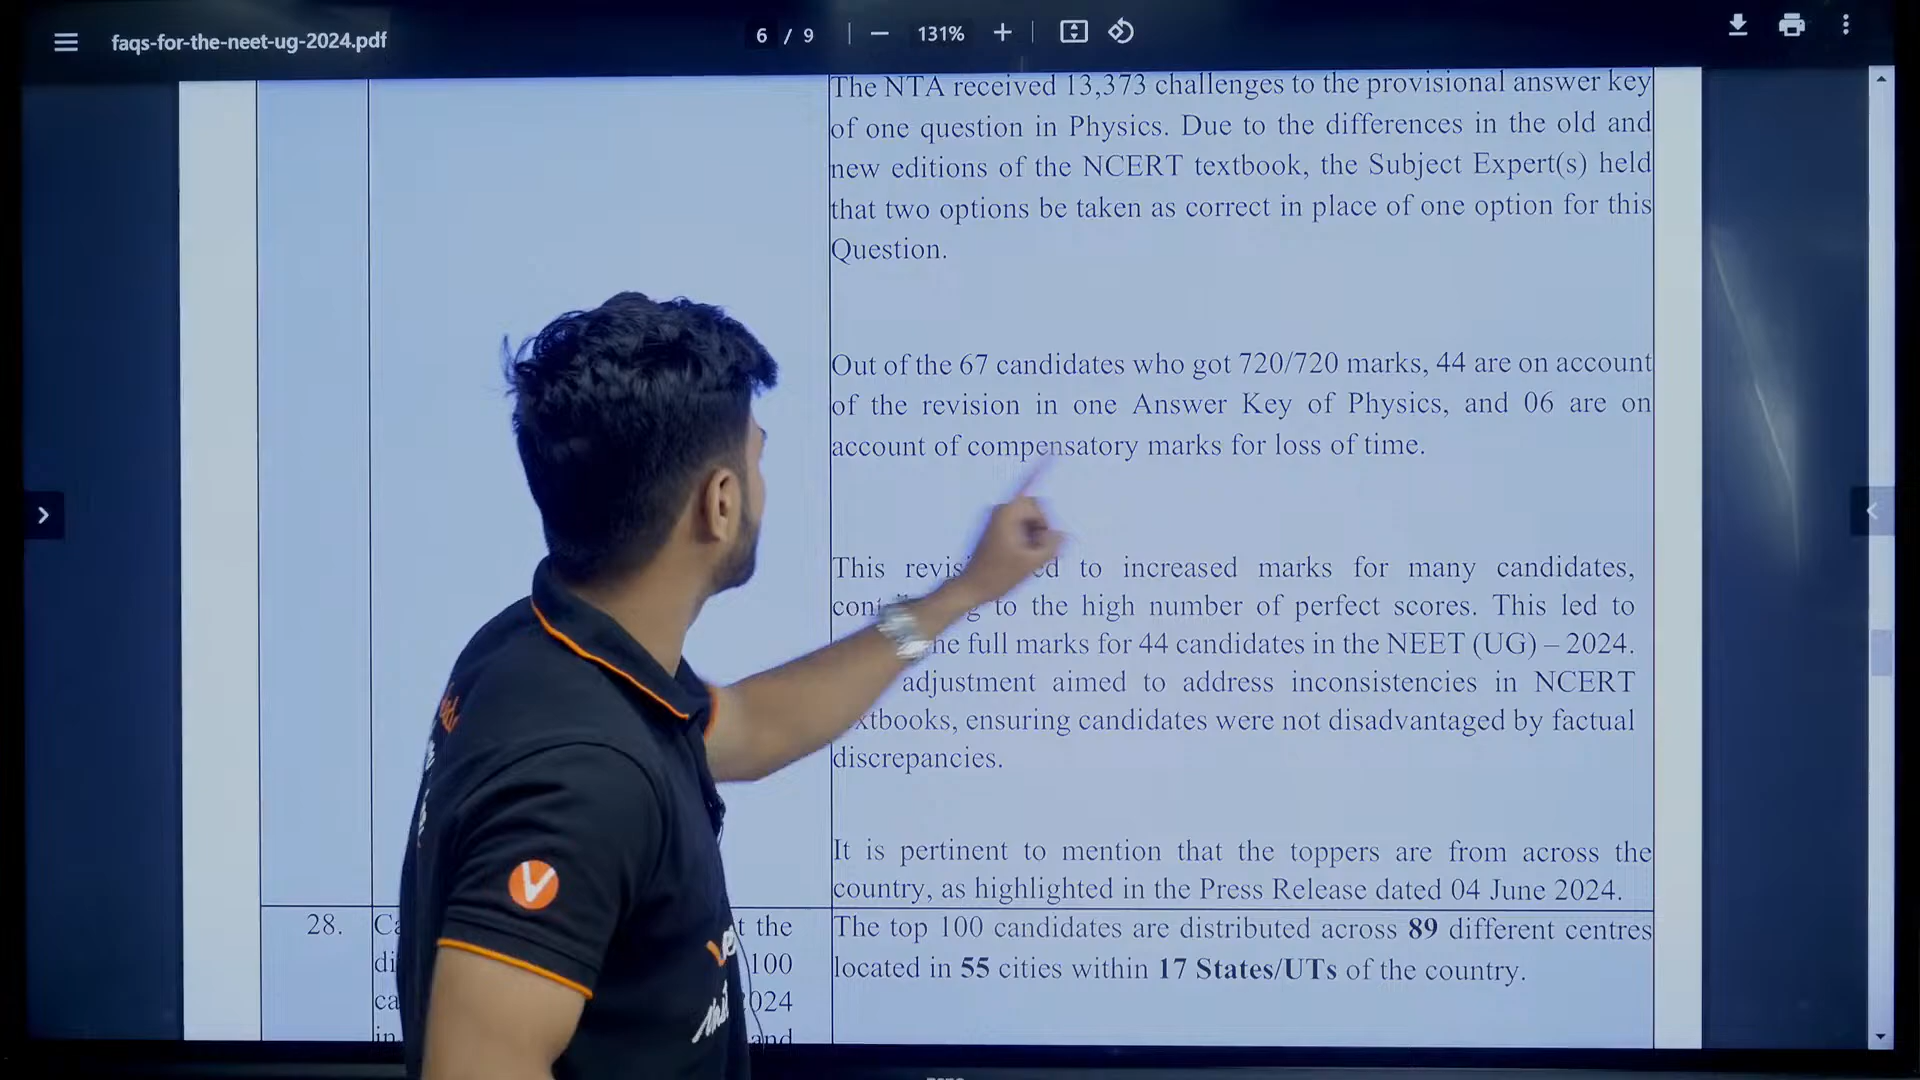 faqs-for-the-neet-ug-2024.pdf
6 / 9
131%
The NTA received 13,373 challenges to the provisional answer key
of one question in Physics. Due to the differences in the old and
new editions of the NCERT textbook, the Subject Expert(s) held
that two options be taken as correct in place of one option for this
Question.
Out of the 67 candidates who got 720/720 marks, 44 are on account
of the revision in one Answer Key of Physics, and 06 are on
account of compensatory marks for loss of time.
This to increased marks for many candidates,
to the high number of perfect scores. This led to
full marks for 44 candidates in the NEET (UG) – 2024.
adjustment aimed to address inconsistencies in NCERT
ensuring candidates were not disadvantaged by factual
discrepancies.
It is pertinent to mention that the toppers are from across the
country, as highlighted in the Press Release dated 04 June 2024.
28.
the
100
and
The top 100 candidates are distributed across 89 different centres
located in 55 cities within 17 States/UTs of the country.
V